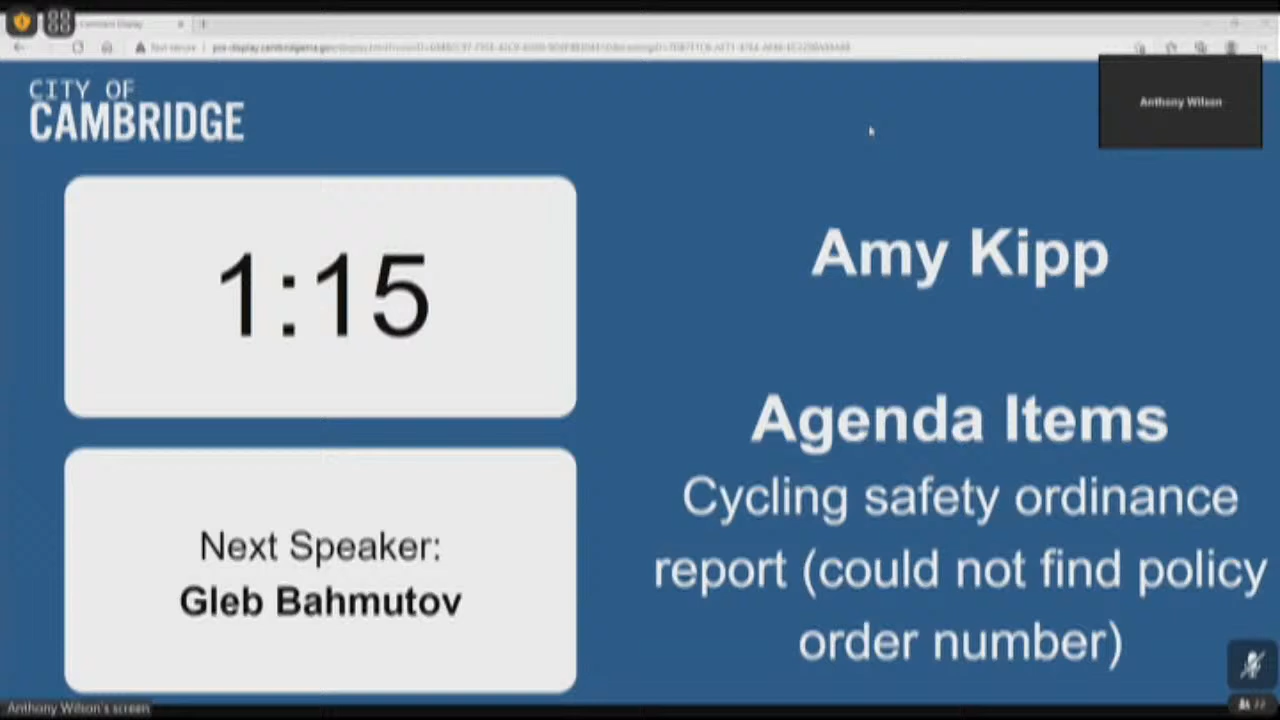 CITY OF
CAMBRIDGE
Anthony Wilson
1:15
Amy Kipp
Agenda Items
Cycling safety ordinance
report (could not find policy
order number)
Next Speaker:
Gleb Bahmutov
Anthony Wilson's screen